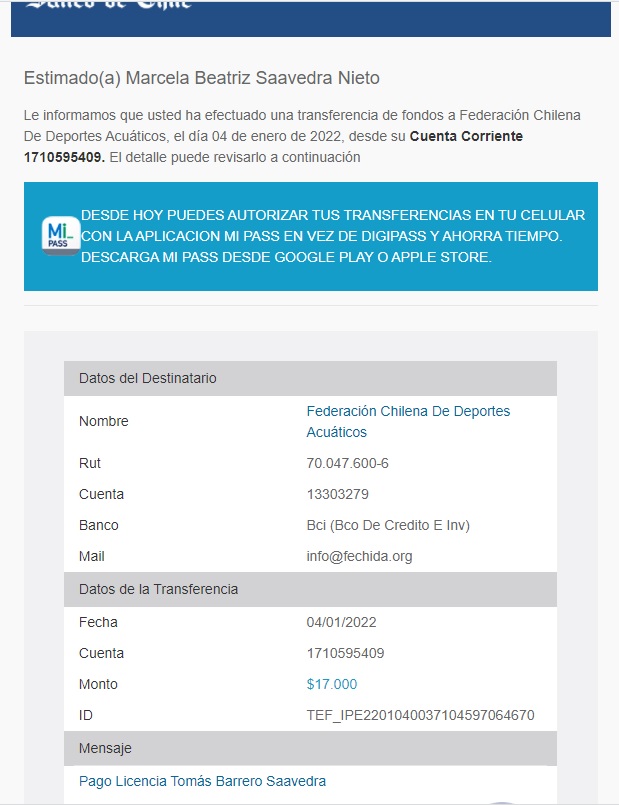 Banco de Chile
Estimado(a) Marcela Beatriz Saavedra Nieto
Le informamos que usted ha efectuado una transferencia de fondos a Federación Chilena
De Deportes Acuáticos, el día 04 de enero de 2022, desde su Cuenta Corriente
1710595409. El detalle puede revisarlo a continuación
Mi_
PASS
DESDE HOY PUEDES AUTORIZAR TUS TRANSFERENCIAS EN TU CELULAR
CON LA APLICACION MI PASS EN VEZ DE DIGIPASS Y AHORRA TIEMPO.
DESCARGA MI PASS DESDE GOOGLE PLAY O APPLE STORE.
Datos del Destinatario
Nombre Federación Chilena De Deportes
Acuáticos
Rut 70.047.600-6
Cuenta 13303279
Banco Bci (Bco De Credito E Inv)
Mail info@fechida.org
Datos de la Transferencia
Fecha 04/01/2022
Cuenta 1710595409
Monto $17.000
ID TEF_IPE2201040037104597064670
Mensaje
Pago Licencia Tomás Barrero Saavedra